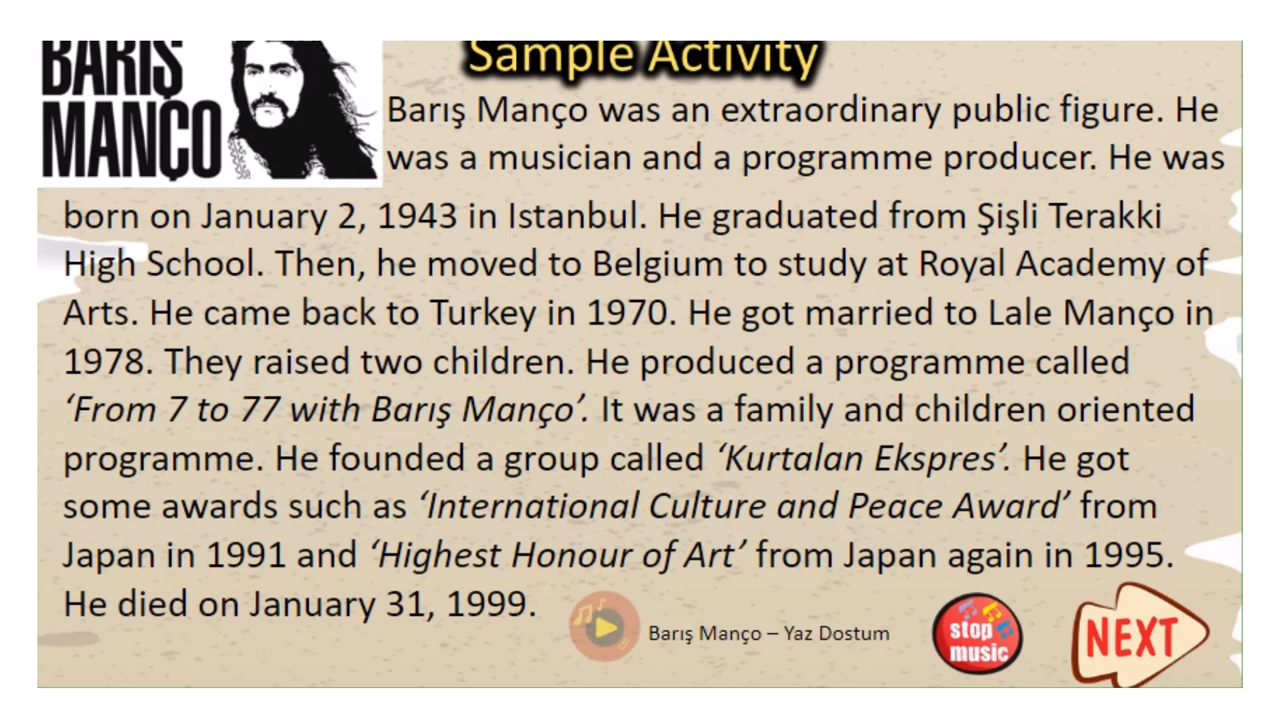 BARIŞ
MANÇO
Sample Activity
Barış Manço was an extraordinary public figure. He
was a musician and a programme producer. He was
born on January 2, 1943 in Istanbul. He graduated from Şişli Terakki
High School. Then, he moved to Belgium to study at Royal Academy of
Arts. He came back to Turkey in 1970. He got married to Lale Manço in
1978. They raised two children. He produced a programme called
‘From 7 to 77 with Barış Manço’. It was a family and children oriented
programme. He founded a group called ‘Kurtalan Ekspres’. He got
some awards such as ‘International Culture and Peace Award’ from
Japan in 1991 and ‘Highest Honour of Art’ from Japan again in 1995.
He died on January 31, 1999.
Barış Manço – Yaz Dostum
stop
music
NEXT